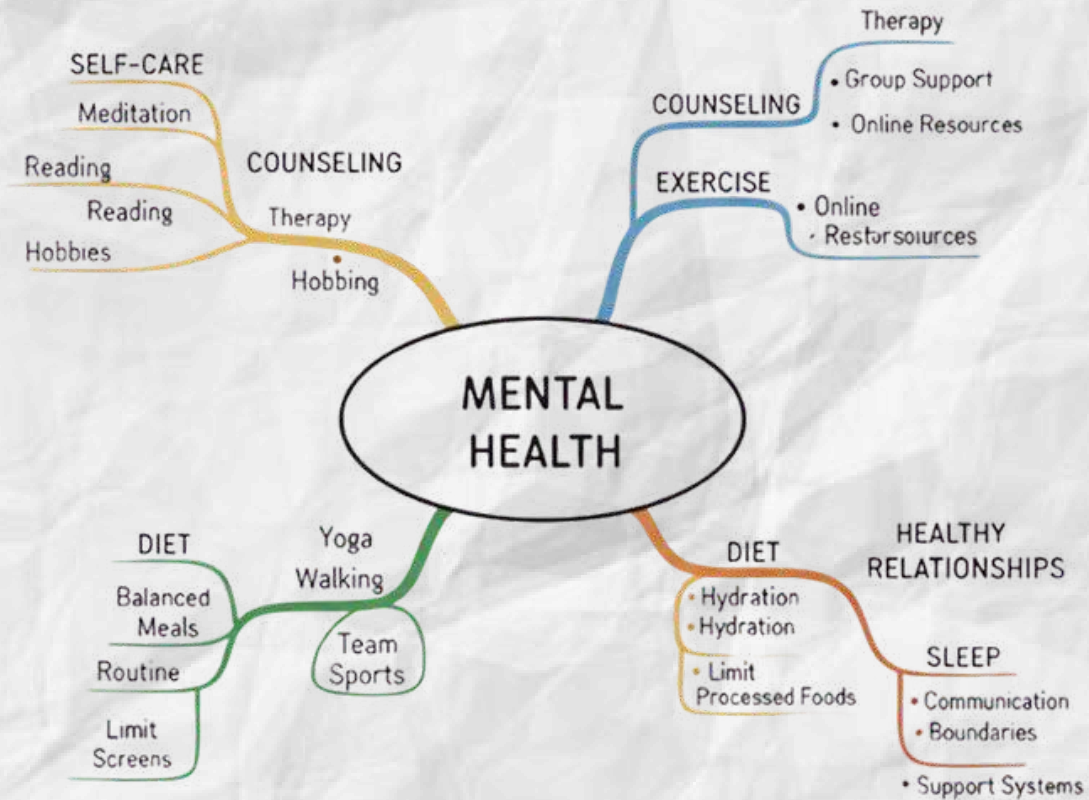 SELF-CARE
Meditation
Reading
Reading
Hobbies
COUNSELING
Therapy
• Hobbing
COUNSELING
Therapy
• Group Support
• Online Resources
EXERCISE
• Online
• Restorsoiurces
MENTAL
HEALTH
DIET
Balanced
Meals
Routine
Limit
Screens
Yoga
Walking
Team
Sports
DIET
• Hydration
• Hydration
• Limit
Processed Foods
HEALTHY
RELATIONSHIPS
SLEEP
• Communication
• Boundaries
• Support Systems